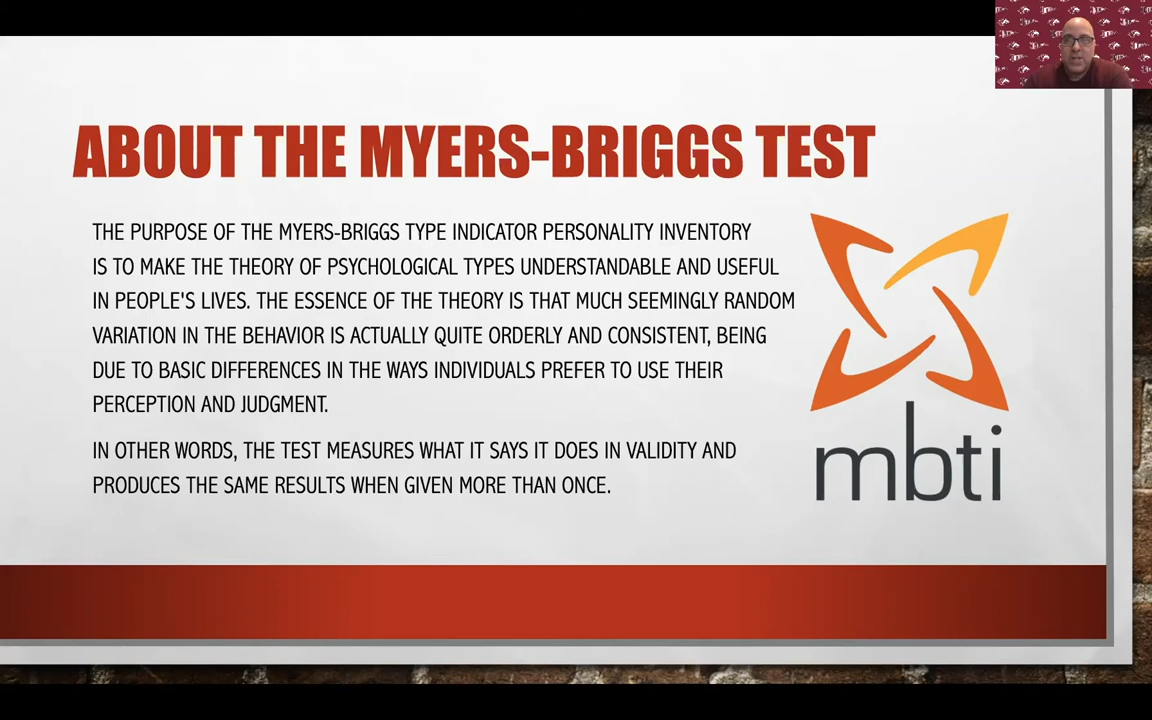 ABOUT THE MYERS-BRIGGS TEST
THE PURPOSE OF THE MYERS-BRIGGS TYPE INDICATOR PERSONALITY INVENTORY
IS TO MAKE THE THEORY OF PSYCHOLOGICAL TYPES UNDERSTANDABLE AND USEFUL
IN PEOPLE'S LIVES. THE ESSENCE OF THE THEORY IS THAT MUCH SEEMINGLY RANDOM
VARIATION IN THE BEHAVIOR IS ACTUALLY QUITE ORDERLY AND CONSISTENT, BEING
DUE TO BASIC DIFFERENCES IN THE WAYS INDIVIDUALS PREFER TO USE THEIR
PERCEPTION AND JUDGMENT.
IN OTHER WORDS, THE TEST MEASURES WHAT IT SAYS IT DOES IN VALIDITY AND
PRODUCES THE SAME RESULTS WHEN GIVEN MORE THAN ONCE.
mbti